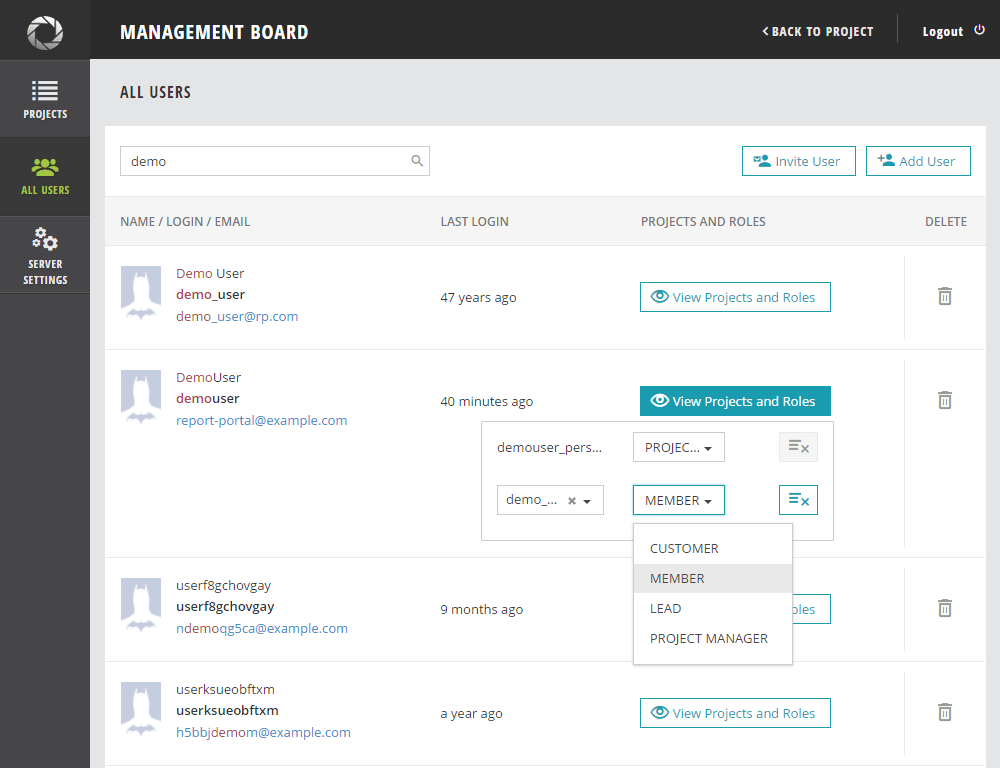 MANAGEMENT BOARD
BACK TO PROJECT
Logout
PROJECTS
ALL USERS
SERVER
SETTINGS
ALL USERS
demo
Invite User
Add User
NAME / LOGIN / EMAIL
LAST LOGIN
PROJECTS AND ROLES
DELETE
Demo User
demo_user
demo_user@rp.com
47 years ago
View Projects and Roles
DemoUser
demouser
report-portal@example.com
40 minutes ago
View Projects and Roles
demouser_pers...
PROJEC...
demo_...
MEMBER
CUSTOMER
MEMBER
LEAD
PROJECT MANAGER
userf8gchovgay
userf8gchovgay
ndemoqg5ca@example.com
9 months ago
oles
userksueobftxm
userksueobftxm
h5bbjdemom@example.com
a year ago
View Projects and Roles